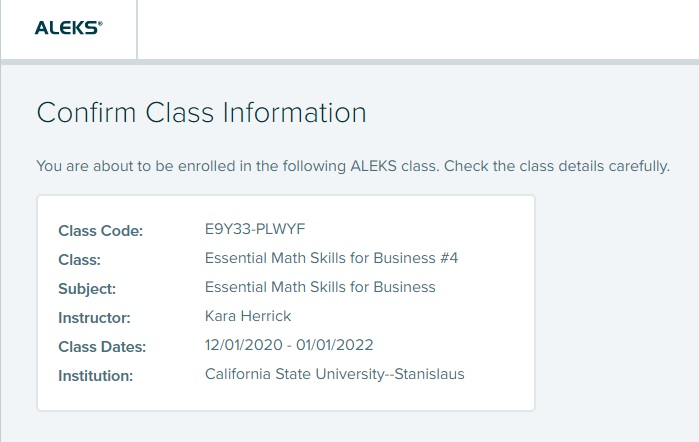 ALEKS®
Confirm Class Information
You are about to be enrolled in the following ALEKS class. Check the class details carefully.
Class Code: E9Y33-PLWYF
Class: Essential Math Skills for Business #4
Subject: Essential Math Skills for Business
Instructor: Kara Herrick
Class Dates: 12/01/2020 - 01/01/2022
Institution: California State University--Stanislaus